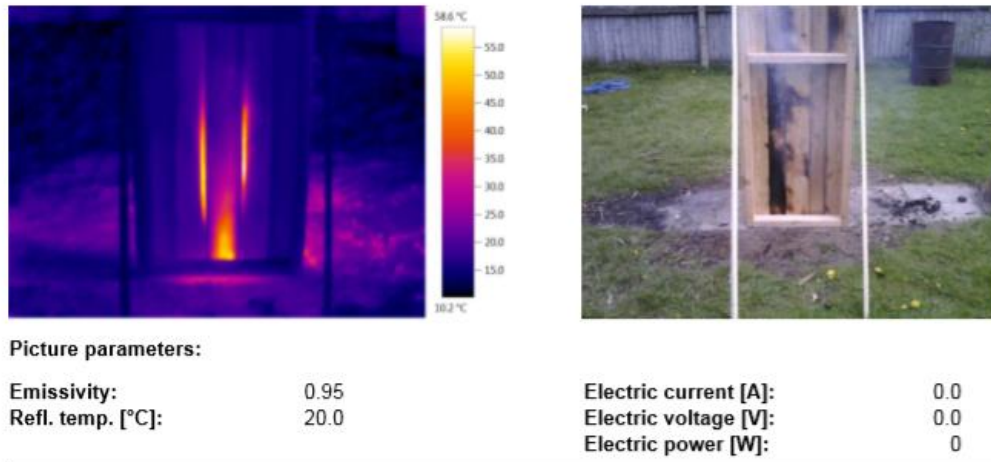 58.6 °C
55.0
50.0
45.0
40.0
35.0
30.0
25.0
20.0
15.0
10.2 °C
Picture parameters:
Emissivity: 0.95
Refl. temp. [°C]: 20.0
Electric current [A]: 0.0
Electric voltage [V]: 0.0
Electric power [W]: 0